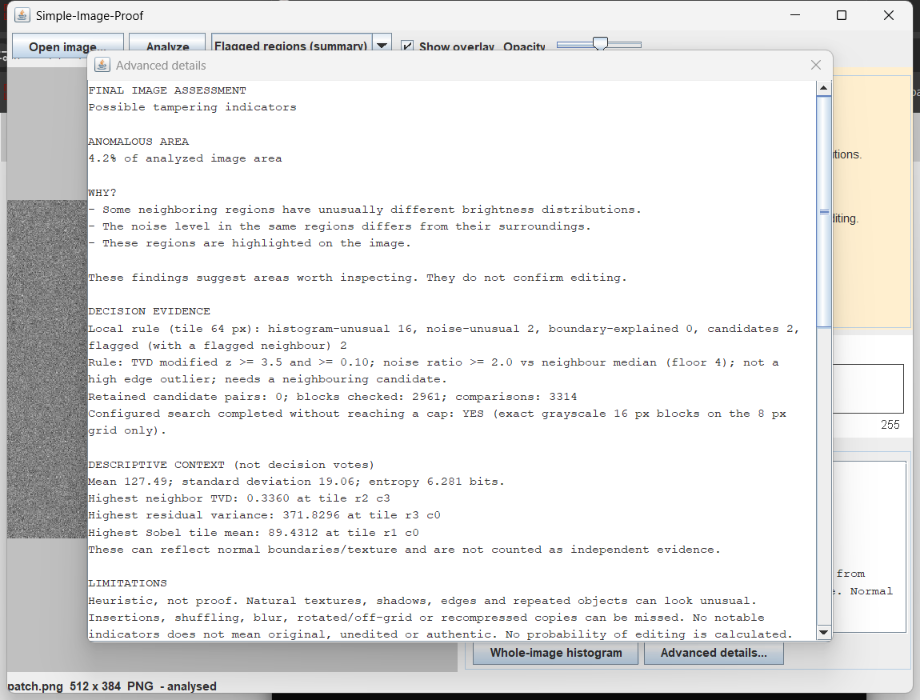 Simple-Image-Proof
Open image...
Analyze
Flagged regions (summary)
Show overlay
Opacity
Advanced details
FINAL IMAGE ASSESSMENT
Possible tampering indicators
ANOMALOUS AREA
4.2% of analyzed image area
WHY?
- Some neighboring regions have unusually different brightness distributions.
- The noise level in the same regions differs from their surroundings.
- These regions are highlighted on the image.
These findings suggest areas worth inspecting. They do not confirm editing.
DECISION EVIDENCE
Local rule (tile 64 px): histogram-unusual 16, noise-unusual 2, boundary-explained 0, candidates 2,
flagged (with a flagged neighbour) 2
Rule: TVD modified z >= 3.5 and >= 0.10; noise ratio >= 2.0 vs neighbour median (floor 4); not a
high edge outlier; needs a neighbouring candidate.
Retained candidate pairs: 0; blocks checked: 2961; comparisons: 3314
Configured search completed without reaching a cap: YES (exact grayscale 16 px blocks on the 8 px
grid only).
DESCRIPTIVE CONTEXT (not decision votes)
Mean 127.49; standard deviation 19.06; entropy 6.281 bits.
Highest neighbor TVD: 0.3360 at tile r2 c3
Highest residual variance: 371.8296 at tile r3 c0
Highest Sobel tile mean: 89.4312 at tile r1 c0
These can reflect normal boundaries/texture and are not counted as independent evidence.
LIMITATIONS
Heuristic, not proof. Natural textures, shadows, edges and repeated objects can look unusual.
Insertions, shuffling, blur, rotated/off-grid or recompressed copies can be missed. No notable
indicators does not mean original, unedited or authentic. No probability of editing is calculated.
255
from
Normal
Whole-image histogram
Advanced details...
patch.png 512 x 384 PNG - analysed